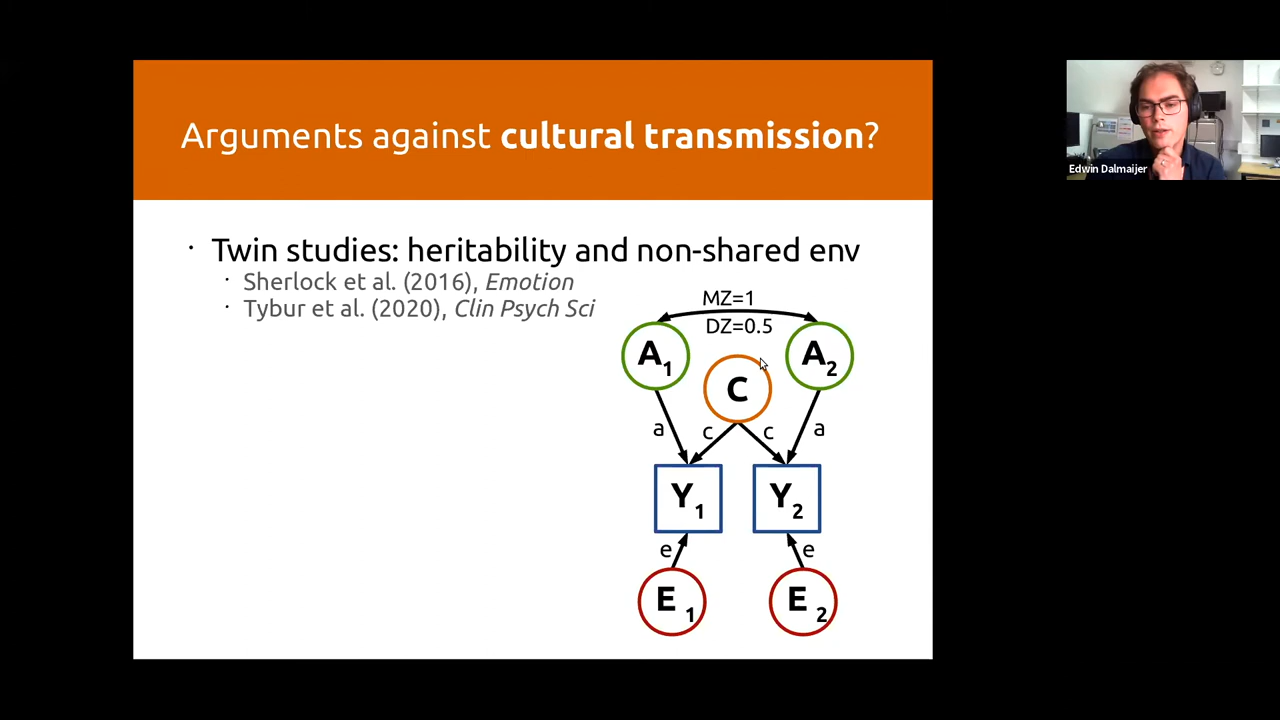 Arguments against cultural transmission?
Edwin Dalmaijer
· Twin studies: heritability and non-shared env
· Sherlock et al. (2016), Emotion
· Tybur et al. (2020), Clin Psych Sci
MZ=1
DZ=0.5
A1
A2
C
a
c
c
a
Y1
Y2
e
e
E1
E2